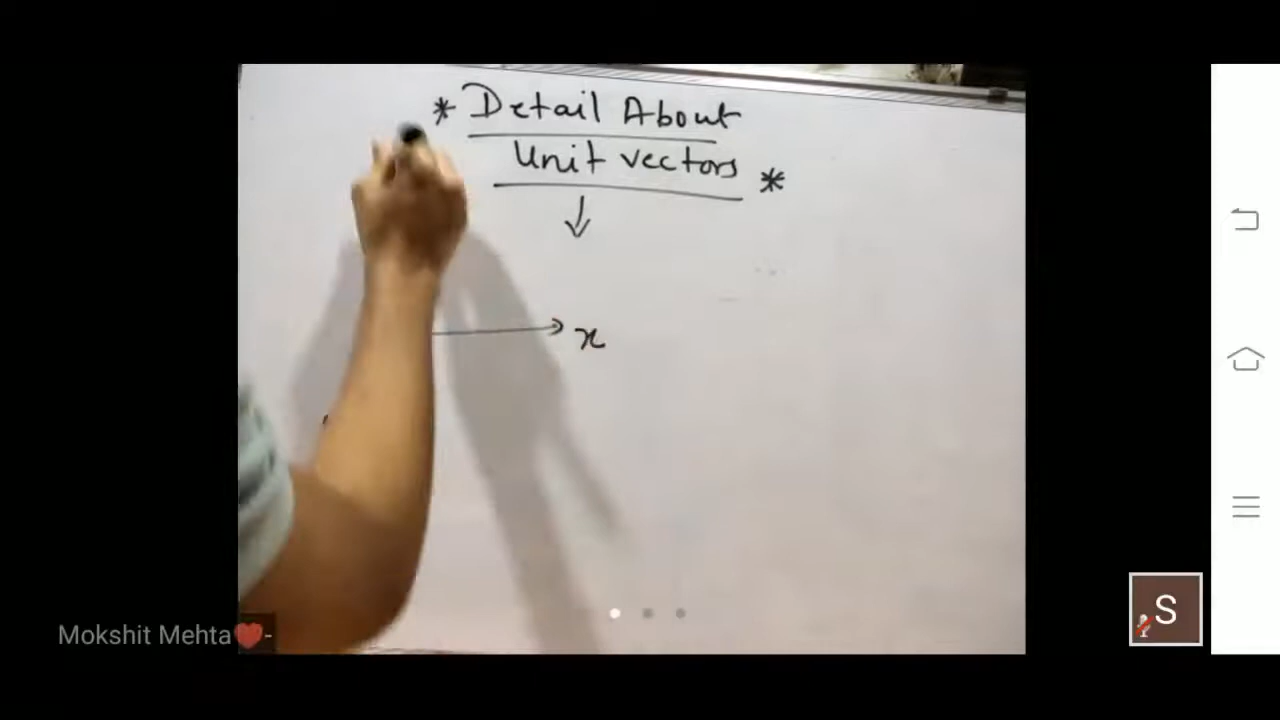 * Detail About
Unit vectors *
x
Mokshit Mehta❤️-
S